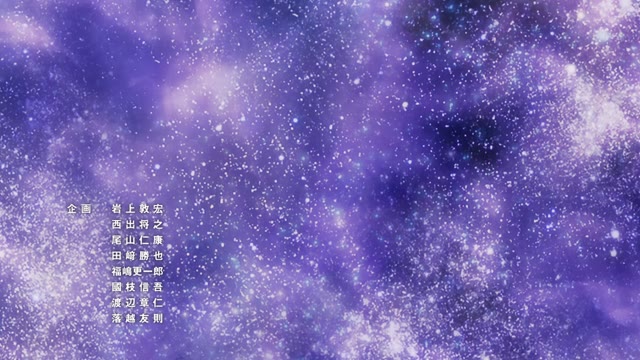 企画 岩上敦宏
西出将之
尾山仁康
田﨑勝也
福嶋更一郎
國枝信吾
渡辺章仁
落越友則